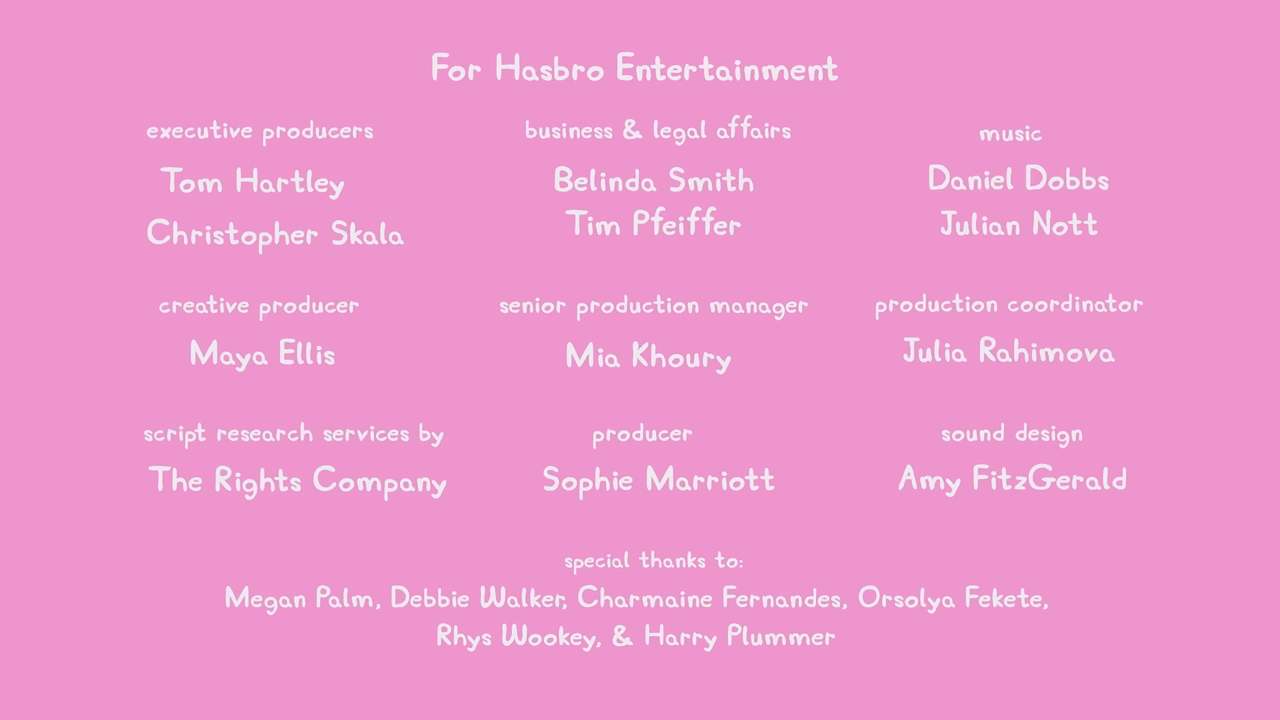 For Hasbro Entertainment
executive producers
Tom Hartley
Christopher Skala
business & legal affairs
Belinda Smith
Tim Pfeiffer
music
Daniel Dobbs
Julian Nott
creative producer
Maya Ellis
senior production manager
Mia Khoury
production coordinator
Julia Rahimova
script research services by
The Rights Company
producer
Sophie Marriott
sound design
Amy FitzGerald
special thanks to:
Megan Palm, Debbie Walker, Charmaine Fernandes, Orsolya Fekete,
Rhys Wookey, & Harry Plummer